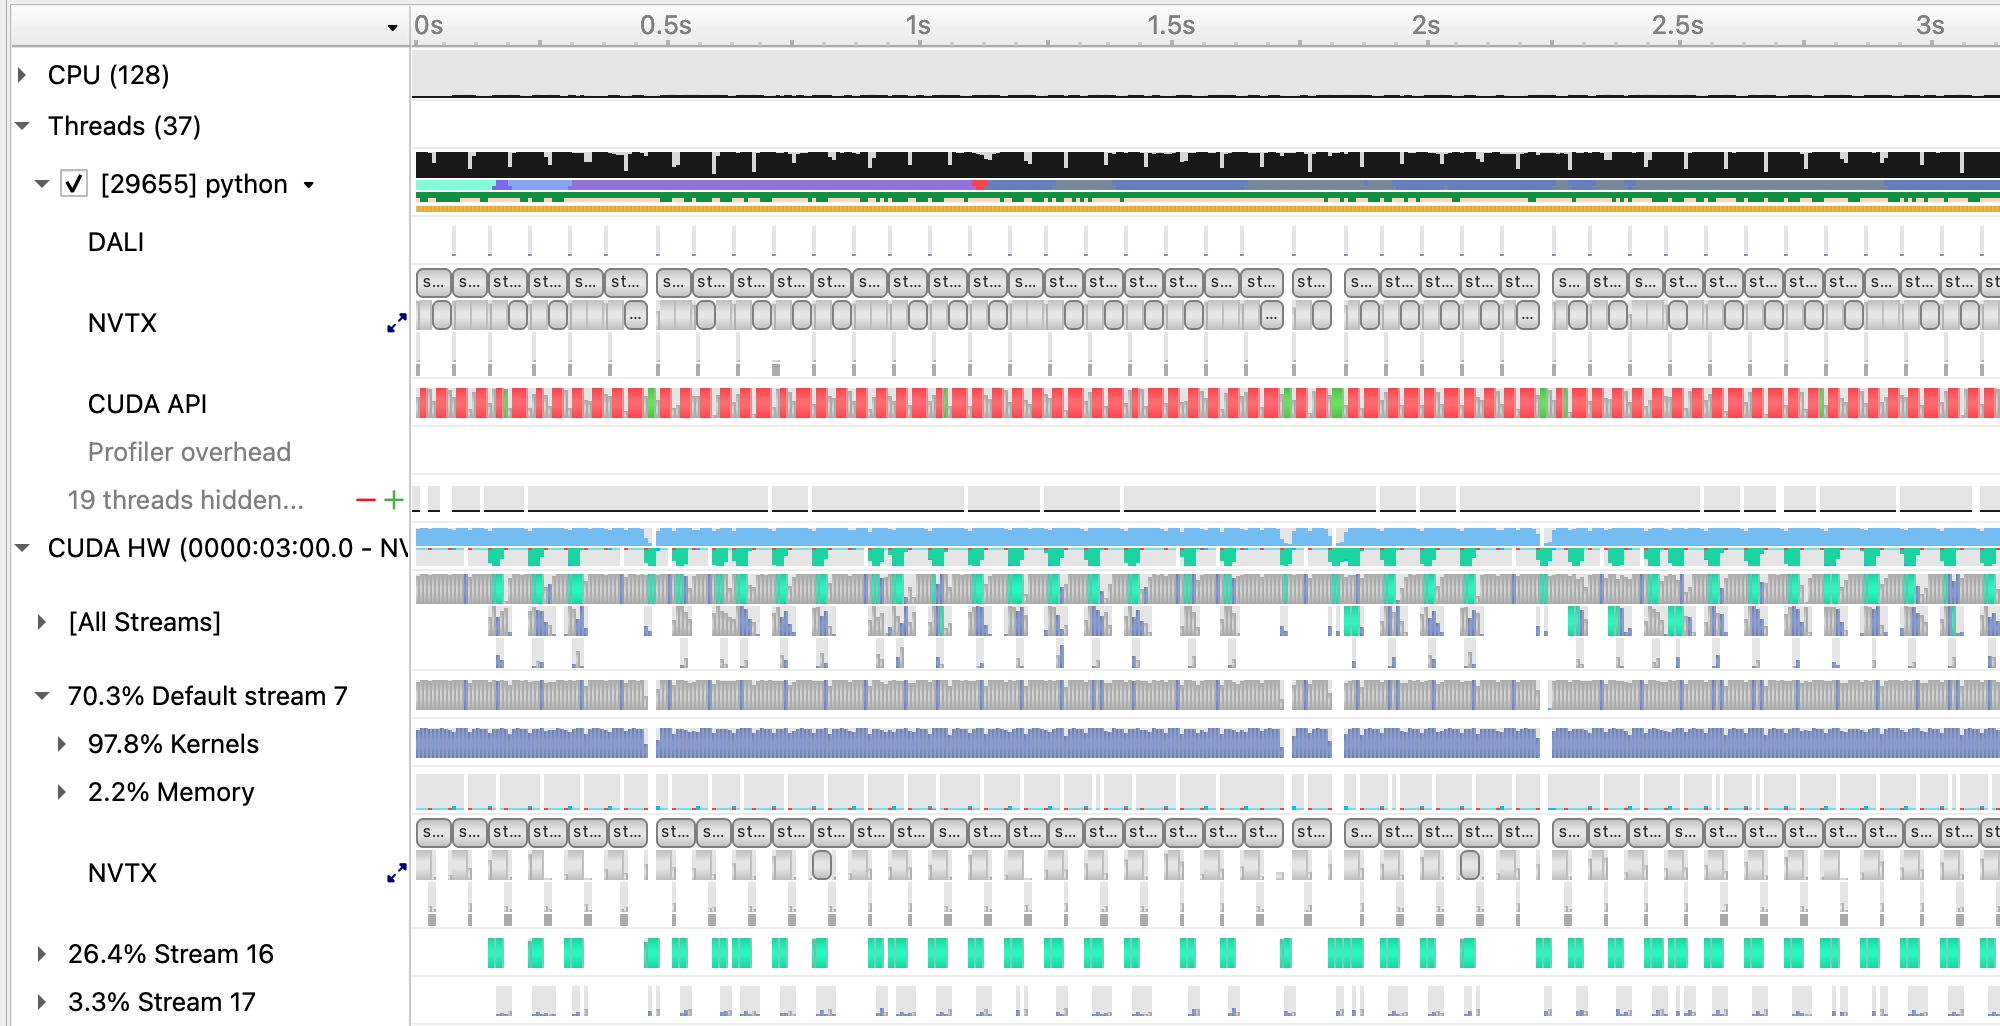 0s 0.5s 1s 1.5s 2s 2.5s 3s
CPU (128)
Threads (37)
[29655] python
DALI
s... s... st... st... s... st... st... s... st... st... st... s... st... st... st... s... st... st... st... s... st... st... s... st... st... st... st... s... st... s... st... st... st... st... st... s... st... st...
NVTX
... ... ...
CUDA API
Profiler overhead
19 threads hidden...
CUDA HW (0000:03:00.0 - NV
[All Streams]
70.3% Default stream 7
97.8% Kernels
2.2% Memory
s... s... st... st... st... st... st... s... st... st... st... st... st... s... st... st... st... st... st... st... st... st... st... s... st... st... st... st... s... st... st... s... st... st... st... st... st... s... st... st...
NVTX
26.4% Stream 16
3.3% Stream 17